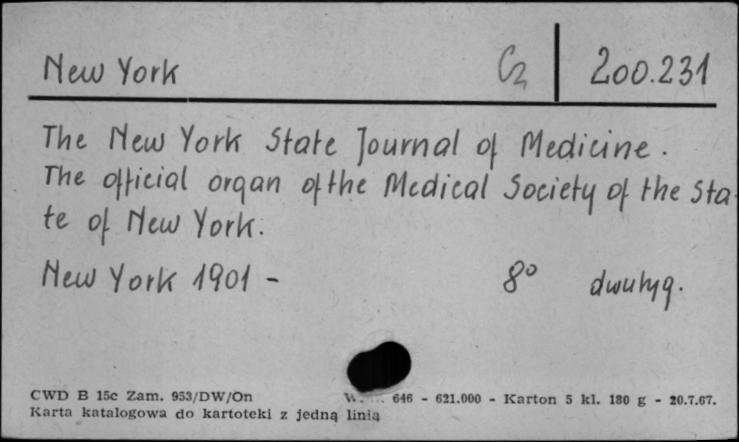 New York C2 200.231
The New York State Journal of Medicine.
The official organ of the Medical Society of the Sta
te of New York.
New York 1901 - 8° dwutyg.
CWD B 15c Zam. 953/DW/On W. 646 - 621.000 - Karton 5 kl. 180 g - 20.7.67.
Karta katalogowa do kartoteki z jedną linią